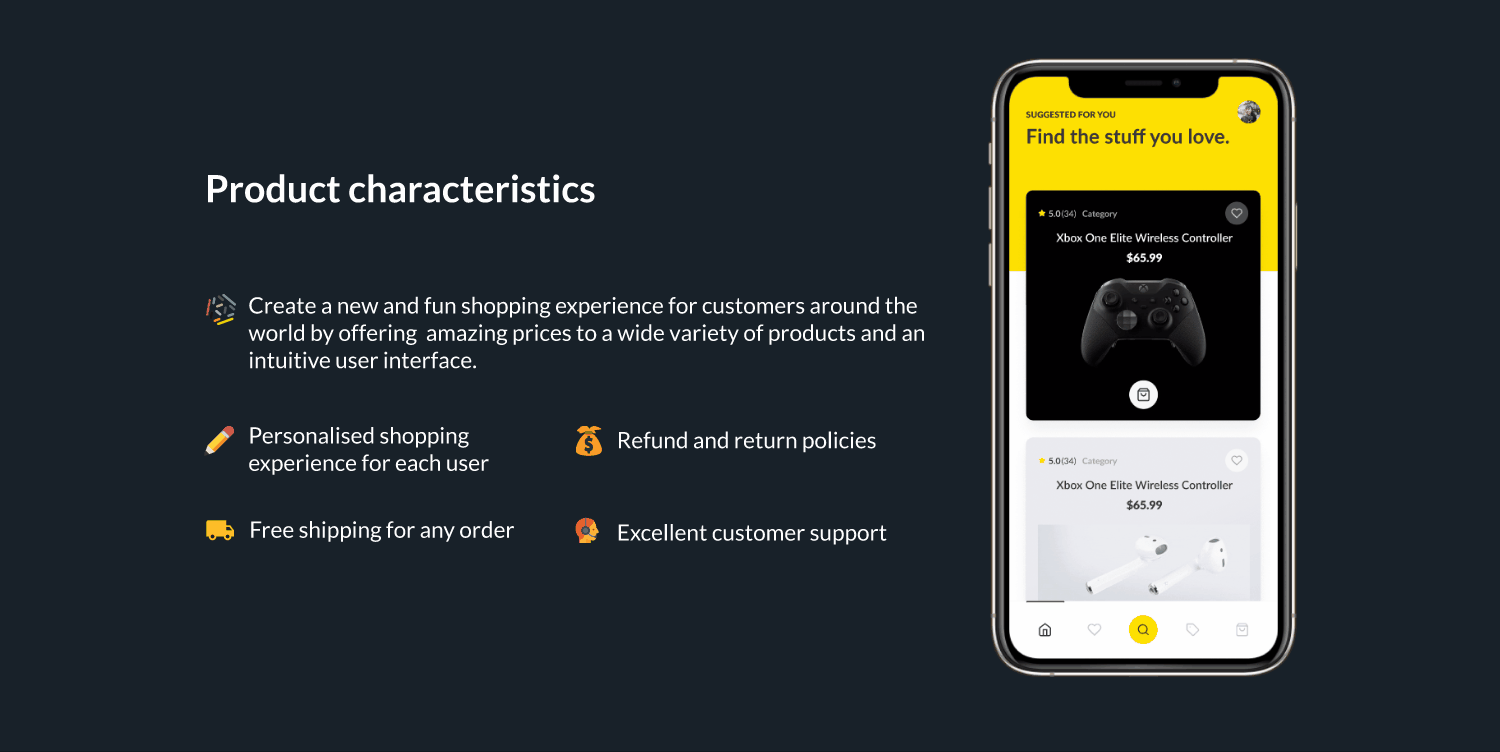 Product characteristics
Create a new and fun shopping experience for customers around the
world by offering  amazing prices to a wide variety of products and an
intuitive user interface.
Personalised shopping
experience for each user
Refund and return policies
Free shipping for any order
Excellent customer support
SUGGESTED FOR YOU
Find the stuff you love.
5.0(34) Category
Xbox One Elite Wireless Controller
$65.99
5.0(34) Category
Xbox One Elite Wireless Controller
$65.99